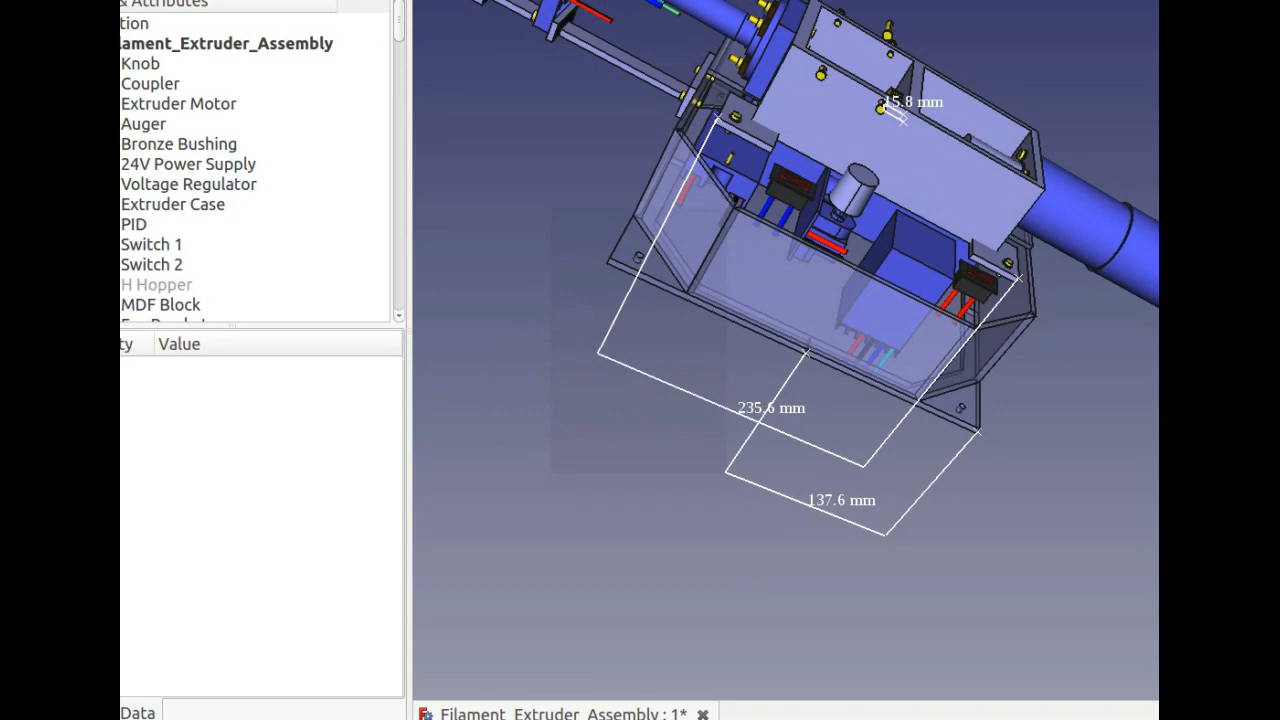 & Attributes
tion
lament_Extruder_Assembly
Knob
Coupler
Extruder Motor
Auger
Bronze Bushing
24V Power Supply
Voltage Regulator
Extruder Case
PID
Switch 1
Switch 2
H Hopper
MDF Block
ty Value
Data
15.8 mm
235.6 mm
137.6 mm
Filament_Extruder_Assembly : 1*